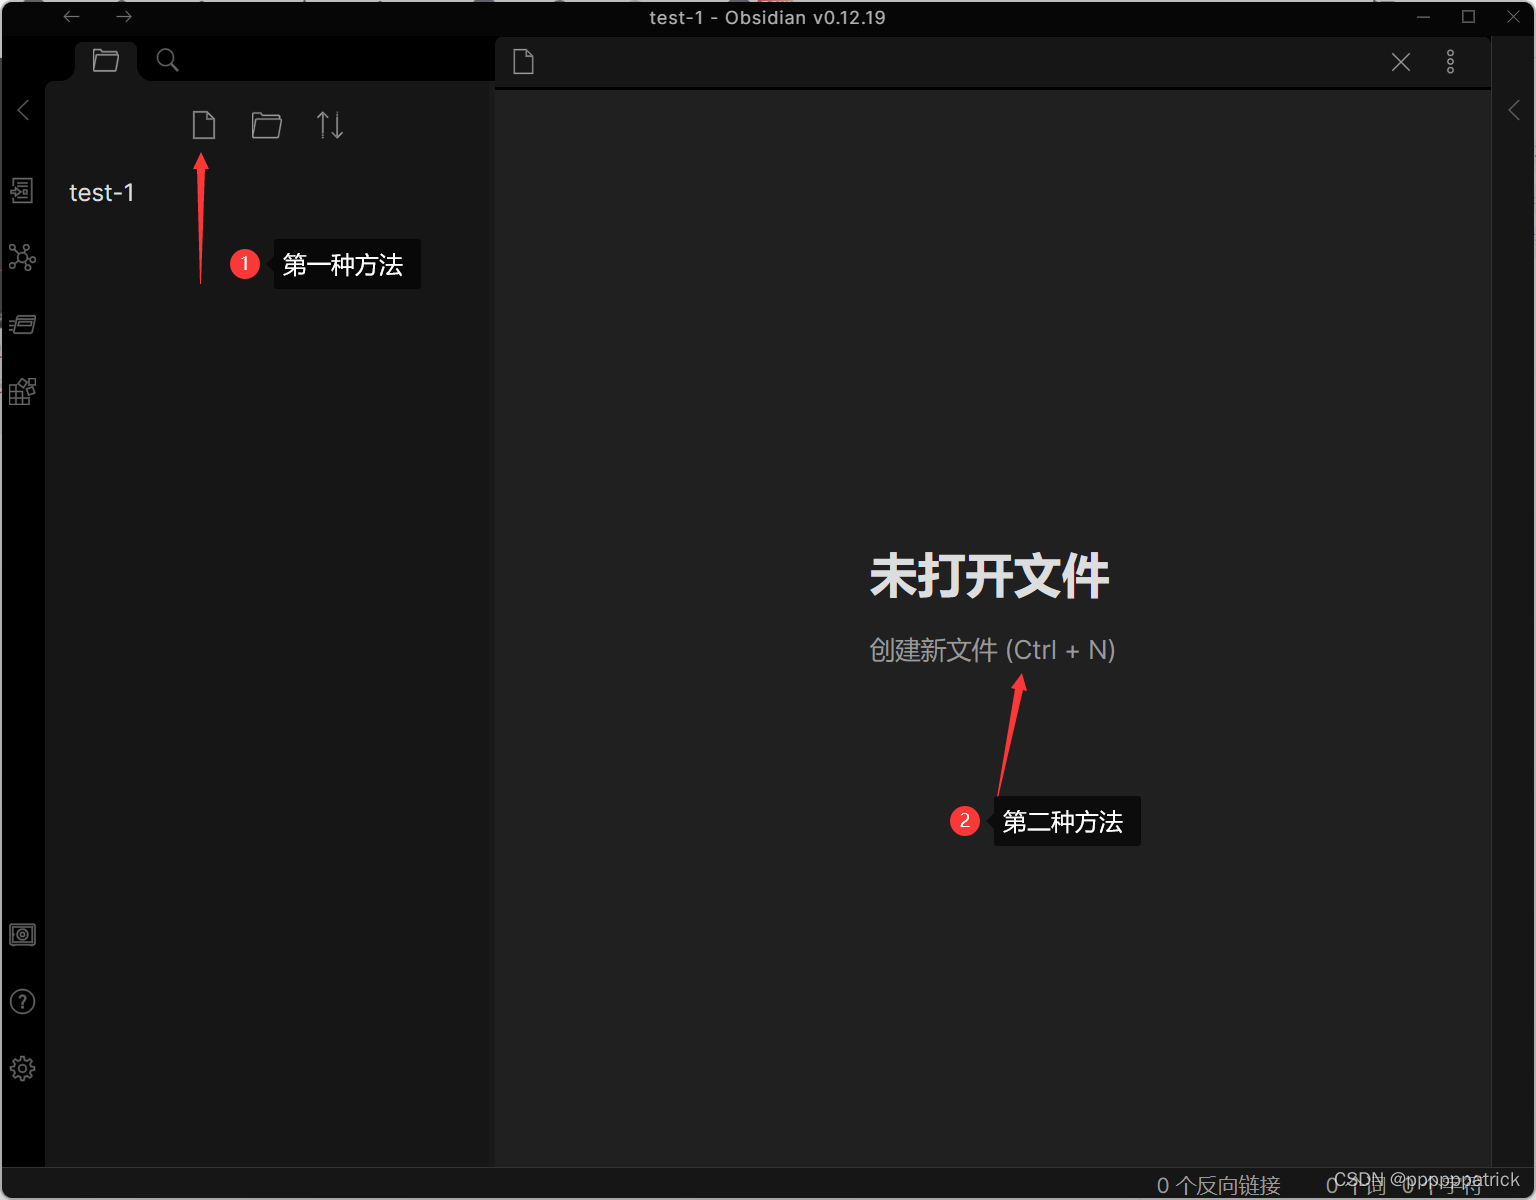 test-1 - Obsidian v0.12.19
test-1
1 第一种方法
未打开文件
创建新文件 (Ctrl + N)
2 第二种方法
0 个反向链接
0 个词
0 个字符
CSDN @ppppppatrick